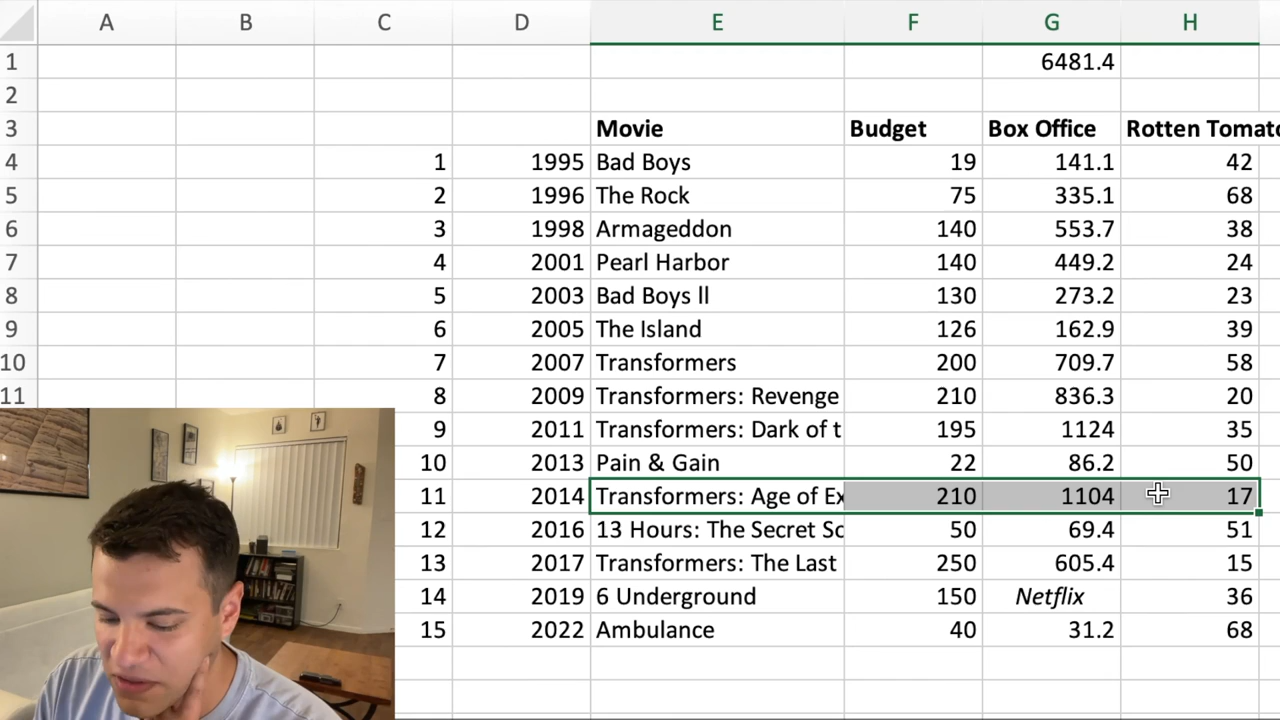 A B C D E F G H
1 6481.4
2
3 Movie Budget Box Office Rotten Tomato
4 1 1995 Bad Boys 19 141.1 42
5 2 1996 The Rock 75 335.1 68
6 3 1998 Armageddon 140 553.7 38
7 4 2001 Pearl Harbor 140 449.2 24
8 5 2003 Bad Boys ll 130 273.2 23
9 6 2005 The Island 126 162.9 39
10 7 2007 Transformers 200 709.7 58
11 8 2009 Transformers: Revenge 210 836.3 20
9 2011 Transformers: Dark of t 195 1124 35
10 2013 Pain & Gain 22 86.2 50
11 2014 Transformers: Age of Ex 210 1104 17
12 2016 13 Hours: The Secret So 50 69.4 51
13 2017 Transformers: The Last 250 605.4 15
14 2019 6 Underground 150 Netflix 36
15 2022 Ambulance 40 31.2 68